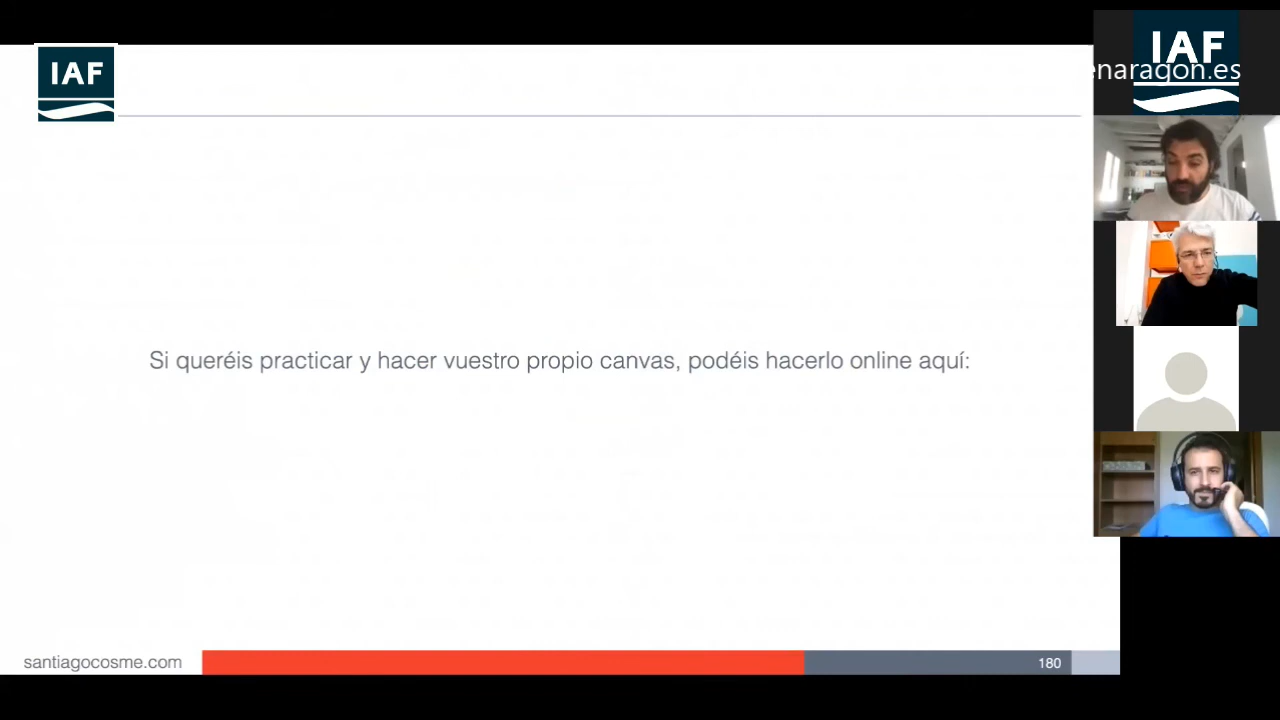 IAF
IAF
enaragon.es
Si queréis practicar y hacer vuestro propio canvas, podéis hacerlo online aquí:
santiagocosme.com
180